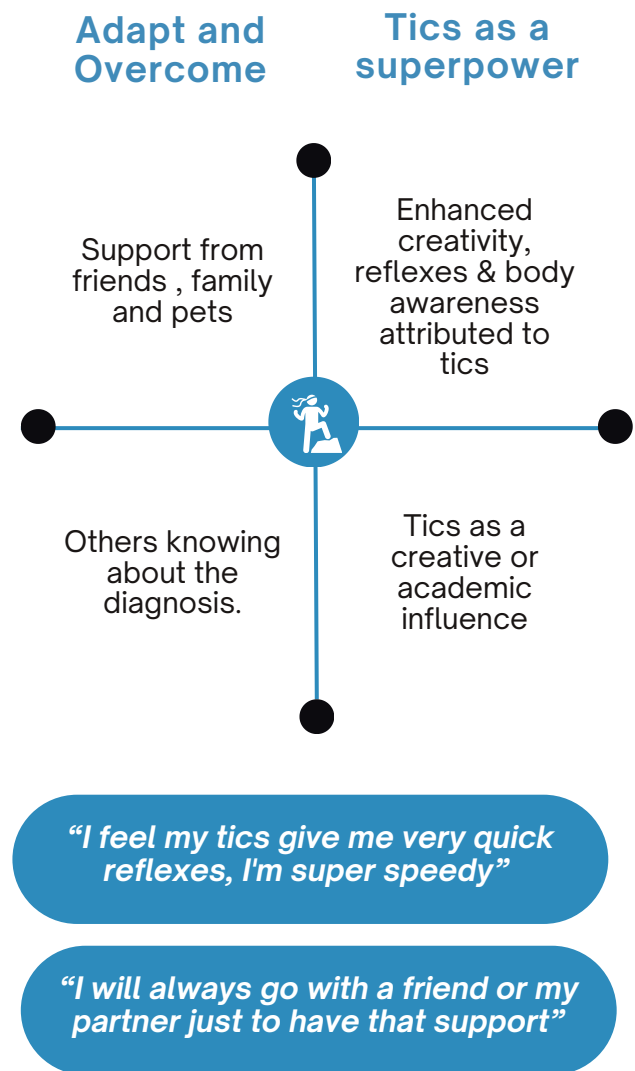 Adapt and
Overcome
Tics as a
superpower
Support from
friends , family
and pets
Enhanced
creativity,
reflexes & body
awareness
attributed to
tics
Others knowing
about the
diagnosis.
Tics as a
creative or
academic
influence
“I feel my tics give me very quick
reflexes, I'm super speedy”
“I will always go with a friend or my
partner just to have that support”